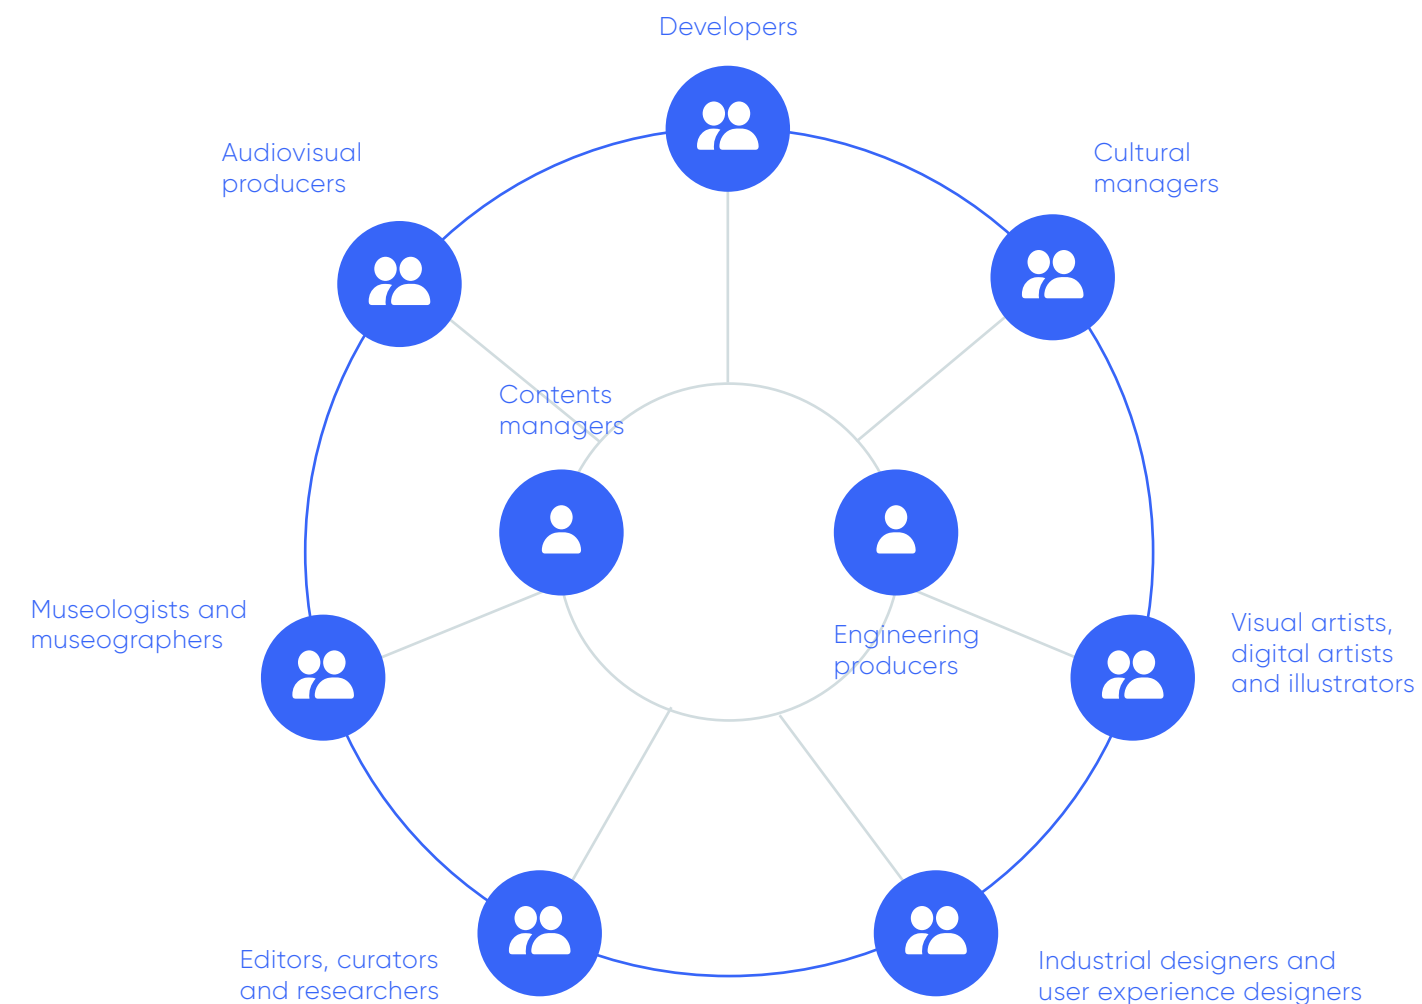 Developers
Audiovisual
producers
Cultural
managers
Contents
managers
Museologists and
museographers
Engineering
producers
Visual artists,
digital artists
and illustrators
Editors, curators
and researchers
Industrial designers and
user experience designers